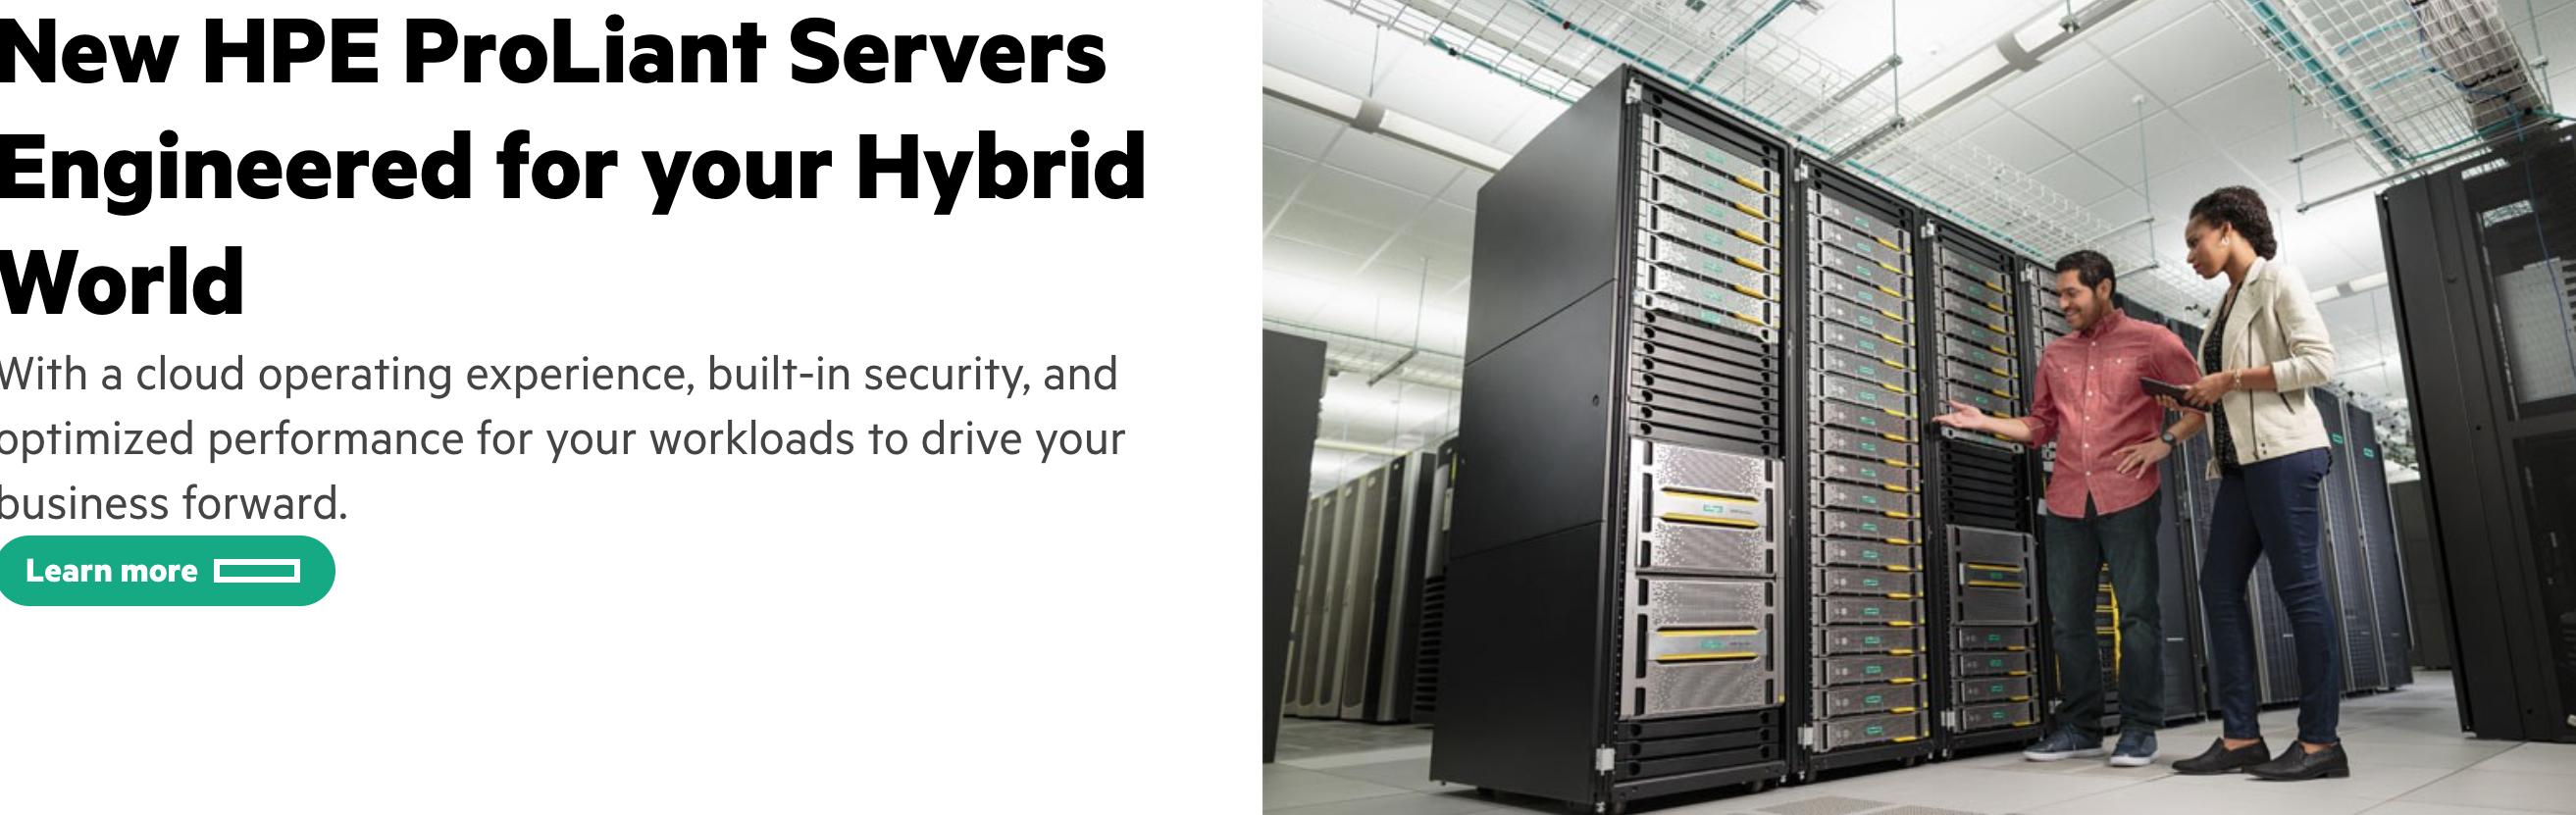 New HPE ProLiant Servers
Engineered for your Hybrid
World
With a cloud operating experience, built-in security, and
optimized performance for your workloads to drive your
business forward.
Learn more